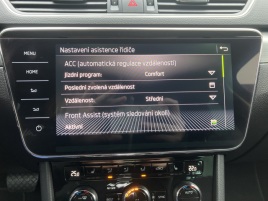 MENU
Nastavení asistence řidiče
ACC (automatická regulace vzdálenosti)
HOME
Jízdní program: Comfort
Poslední zvolená vzdálenost
Vzdálenost: Střední
Front Assist (systém sledování okolí)
Aktivní